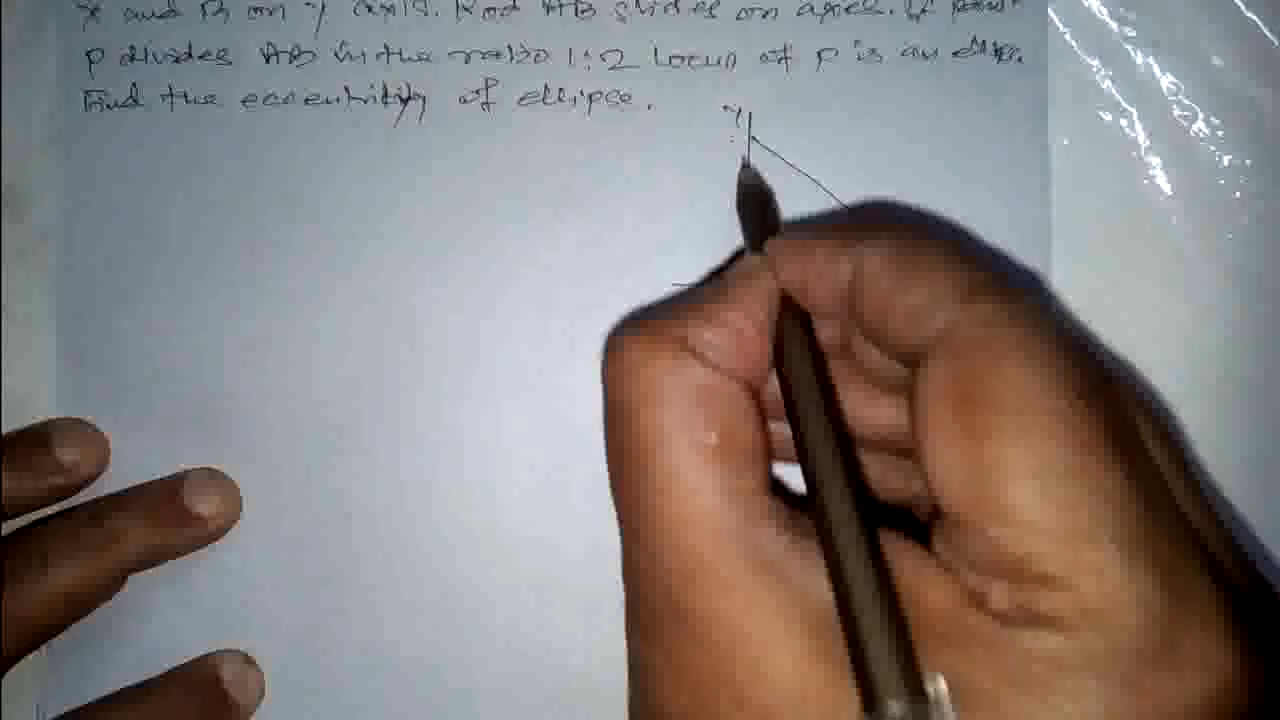 x and B on y axis. Rod AB slides on axes. If point
P divides AB in the ratio 1:2 Locus of P is an ellipse.
Find the eccentricity of ellipse.
y